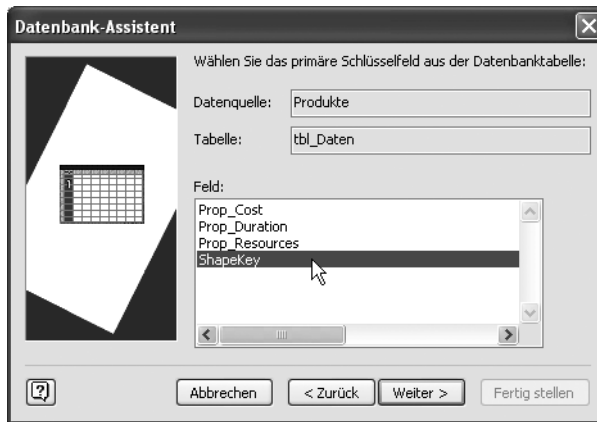 Datenbank-Assistent
Wählen Sie das primäre Schlüsselfeld aus der Datenbanktabelle:
Datenquelle: Produkte
Tabelle: tbl_Daten
Feld:
Prop_Cost
Prop_Duration
Prop_Resources
ShapeKey
Abbrechen < Zurück Weiter > Fertig stellen